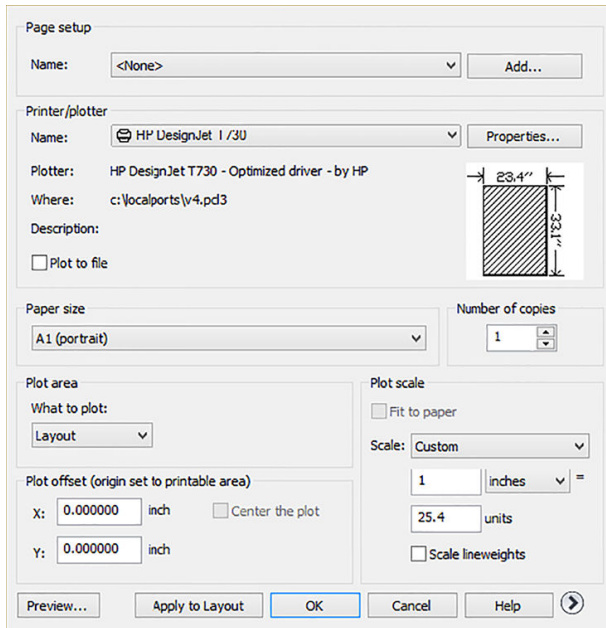 Page setup
Name: <None> Add...
Printer/plotter
Name: HP DesignJet T730 Properties...
Plotter: HP DesignJet T730 - Optimized driver - by HP
Where: c:\localports\v4.pcl3
Description:
Plot to file
23.4''
33.1''
Paper size
A1 (portrait)
Number of copies
1
Plot area
What to plot:
Layout
Plot offset (origin set to printable area)
X: 0.000000 inch Center the plot
Y: 0.000000 inch
Plot scale
Fit to paper
Scale: Custom
1 inches =
25.4 units
Scale lineweights
Preview... Apply to Layout OK Cancel Help